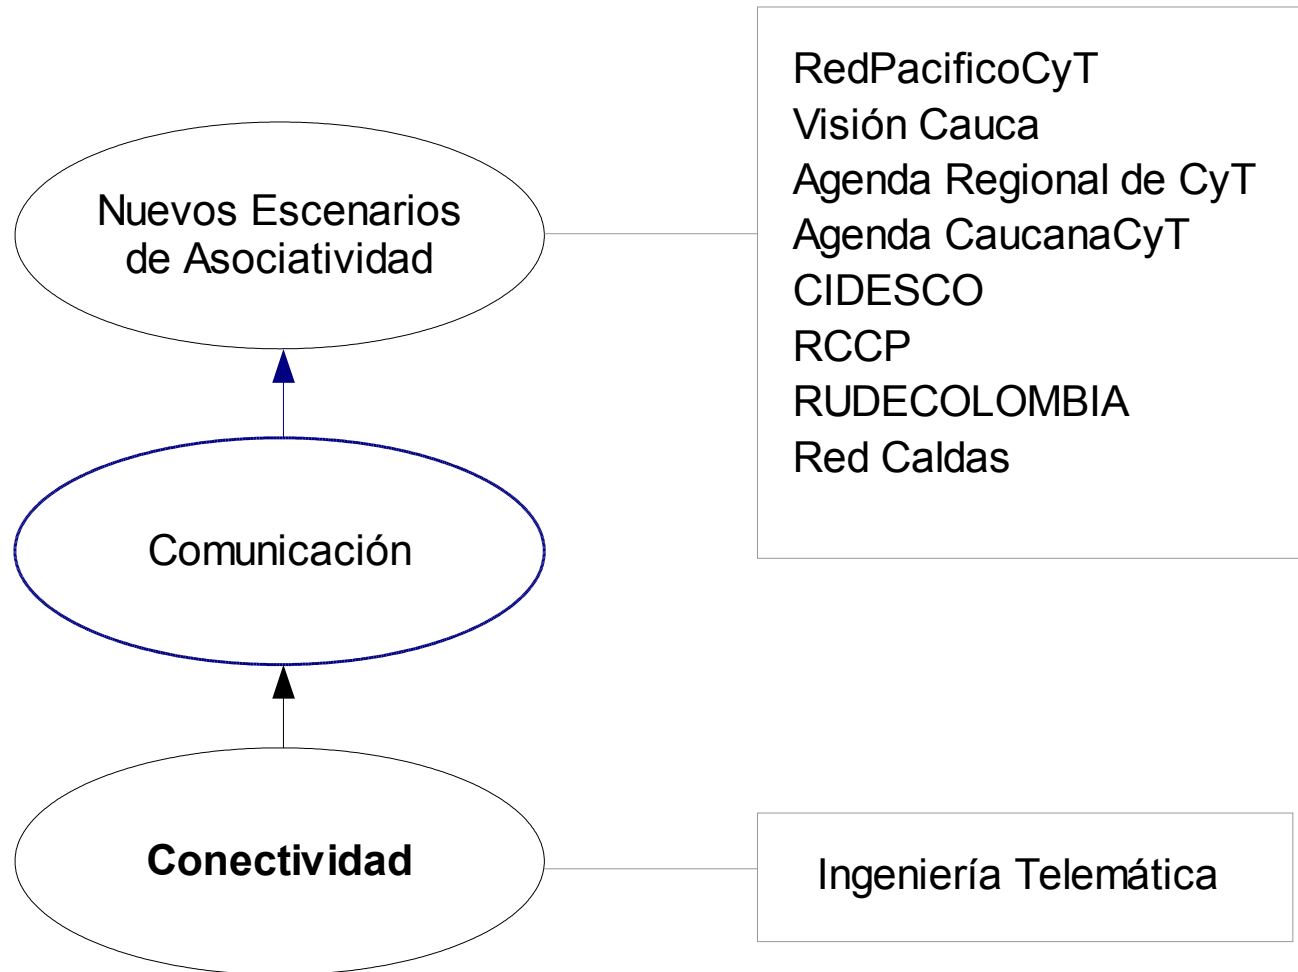 Nuevos Escenarios
de Asociatividad
RedPacificoCyT
Visión Cauca
Agenda Regional de CyT
Agenda CaucanaCyT
CIDESCO
RCCP
RUDECOLOMBIA
Red Caldas
Comunicación
Conectividad
Ingeniería Telemática